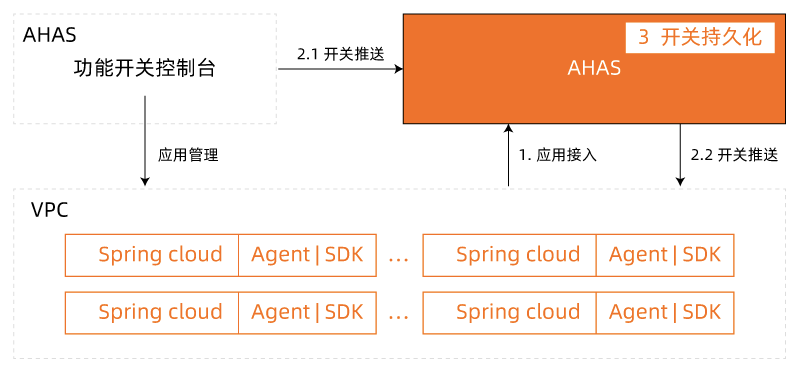 AHAS
功能开关控制台
2.1 开关推送
3 开关持久化
AHAS
应用管理
1. 应用接入
2.2 开关推送
VPC
Spring cloud Agent | SDK ... Spring cloud Agent | SDK
Spring cloud Agent | SDK ... Spring cloud Agent | SDK